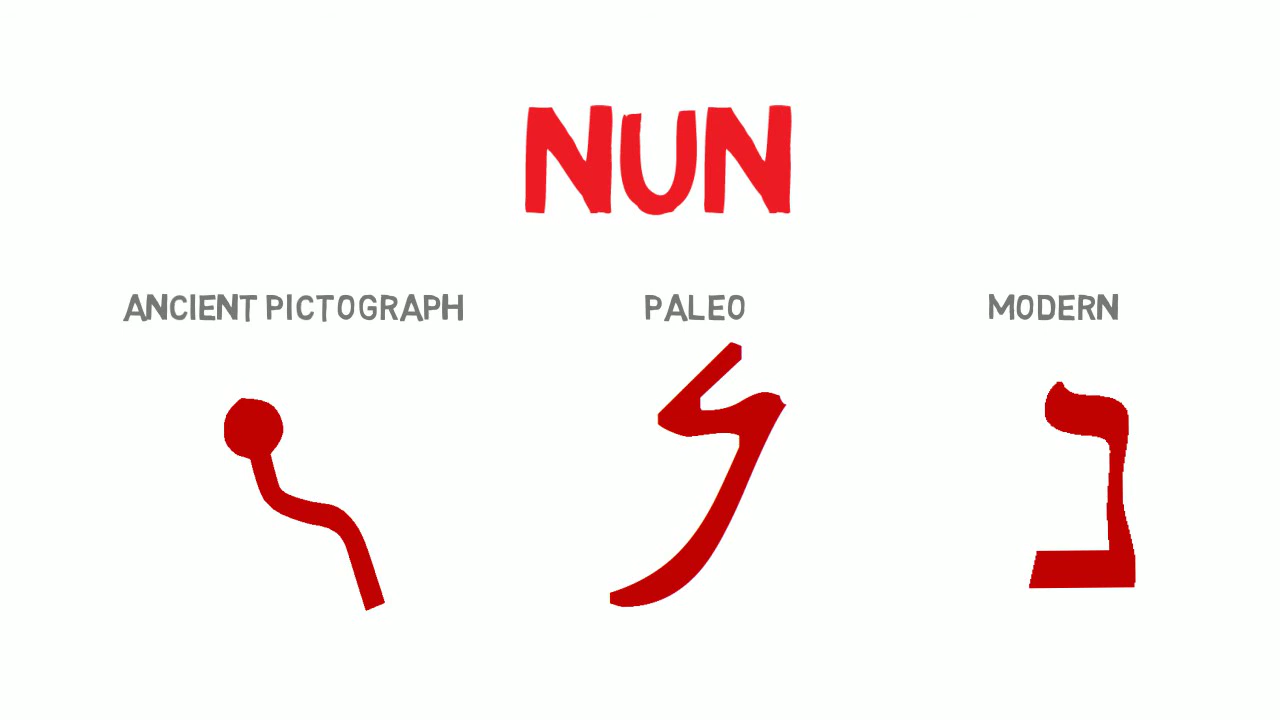 NUN
ANCIENT PICTOGRAPH PALEO MODERN
𐤍 נ